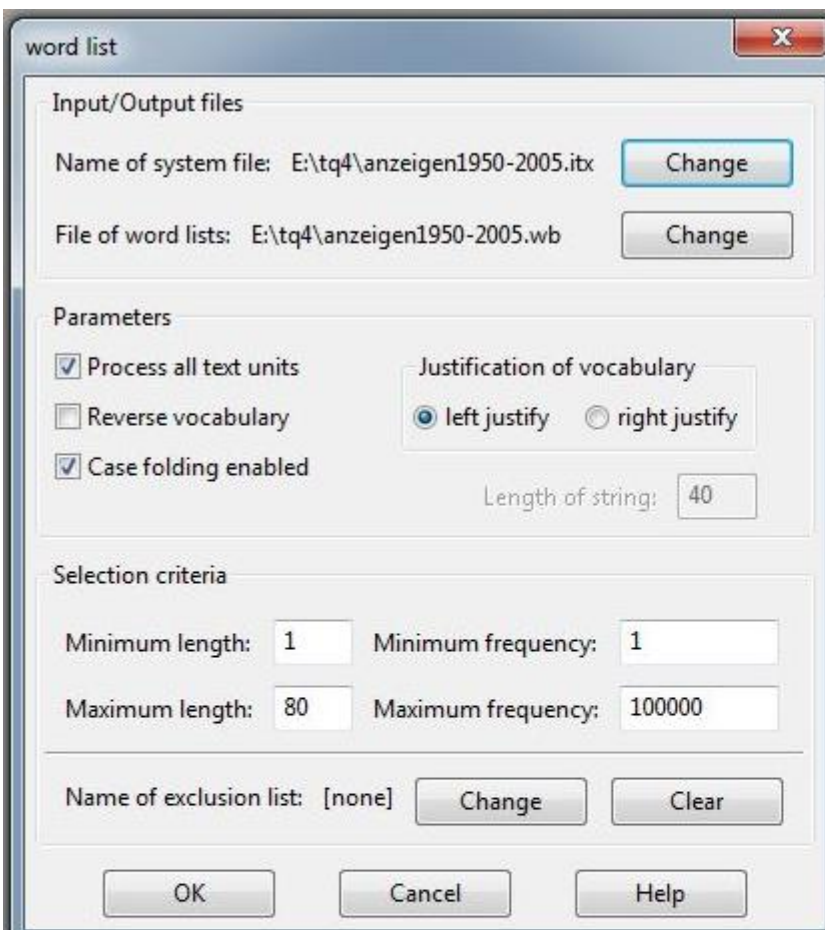 word list
Input/Output files
Name of system file: E:\tq4\anzeigen1950-2005.itx Change
File of word lists: E:\tq4\anzeigen1950-2005.wb Change
Parameters
Process all text units Justification of vocabulary
Reverse vocabulary left justify right justify
Case folding enabled
Length of string: 40
Selection criteria
Minimum length: 1 Minimum frequency: 1
Maximum length: 80 Maximum frequency: 100000
Name of exclusion list: [none] Change Clear
OK Cancel Help